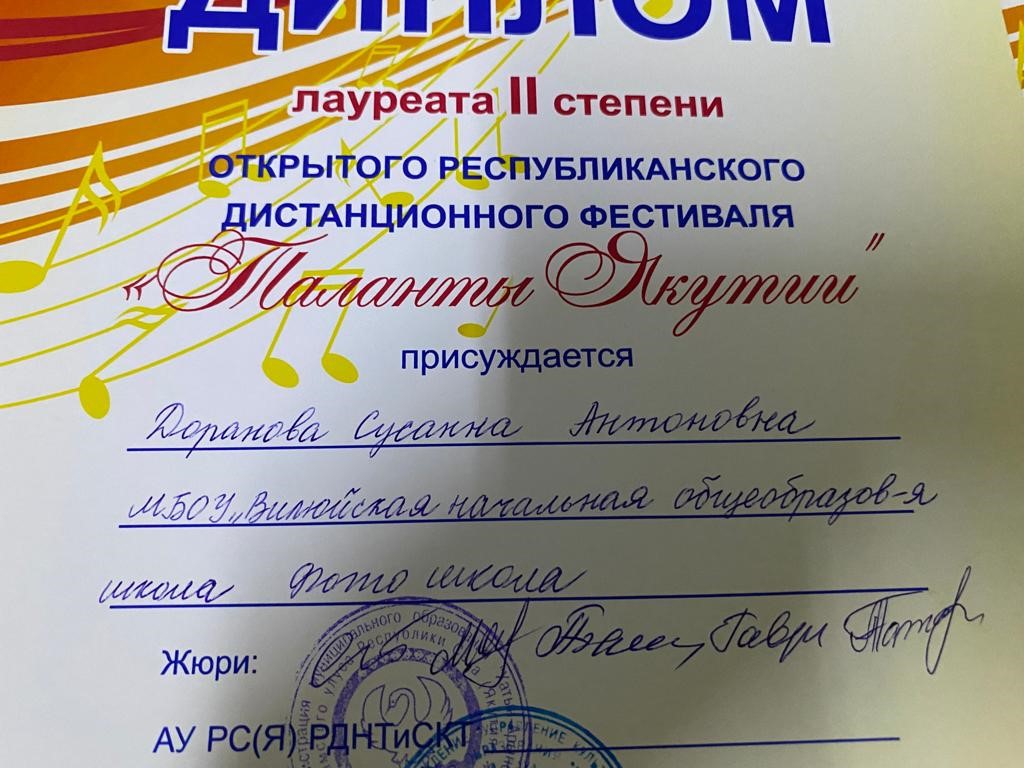 ДИПЛОМ
лауреата II степени
ОТКРЫТОГО РЕСПУБЛИКАНСКОГО
ДИСТАНЦИОННОГО ФЕСТИВАЛЯ
"Таланты Якутии"
присуждается
Доранова Сусанна Антоновна
МБОУ „Вилюйская начальная общеобразов-я
школа Фото школа
Жюри:
АУ РС(Я) РДНТиСКТ